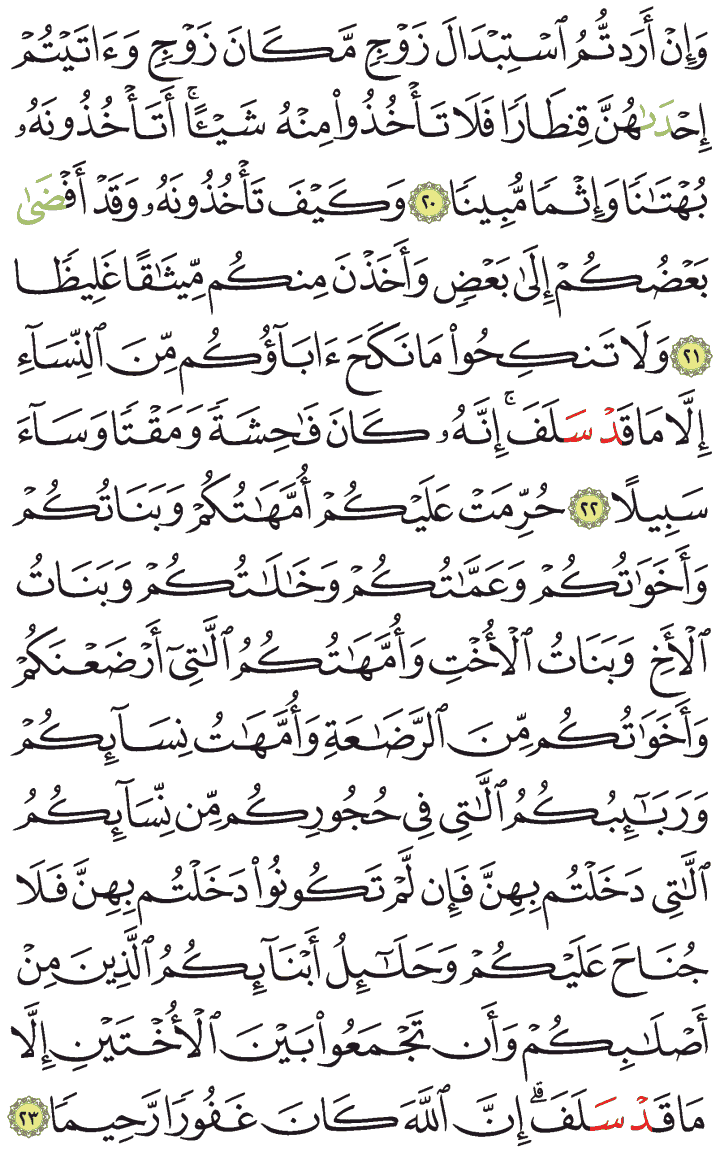 وَإِنۡ أَرَدتُّمُ ٱسۡتِبۡدَالَ زَوۡجٖ مَّكَانَ زَوۡجٖ وَءَاتَيۡتُمۡ
إِحۡدَىٰهُنَّ قِنطَارٗا فَلَا تَأۡخُذُواْ مِنۡهُ شَيۡـًٔاۚ أَتَأۡخُذُونَهُۥ
بُهۡتَٰنٗا وَإِثۡمٗا مُّبِينٗا ٢٠ وَكَيۡفَ تَأۡخُذُونَهُۥ وَقَدۡ أَفۡضَىٰ
بَعۡضُكُمۡ إِلَىٰ بَعۡضٖ وَأَخَذۡنَ مِنكُم مِّيثَٰقًا غَلِيظٗا
٢١ وَلَا تَنكِحُواْ مَا نَكَحَ ءَابَآؤُكُم مِّنَ ٱلنِّسَآءِ
إِلَّا مَا قَدۡ سَلَفَۚ إِنَّهُۥ كَانَ فَٰحِشَةٗ وَمَقۡتٗا وَسَآءَ
سَبِيلًا ٢٢ حُرِّمَتۡ عَلَيۡكُمۡ أُمَّهَٰتُكُمۡ وَبَنَاتُكُمۡ
وَأَخَوَٰتُكُمۡ وَعَمَّٰتُكُمۡ وَخَٰلَٰتُكُمۡ وَبَنَاتُ
ٱلۡأَخِ وَبَنَاتُ ٱلۡأُخۡتِ وَأُمَّهَٰتُكُمُ ٱلَّٰتِيٓ أَرۡضَعۡنَكُمۡ
وَأَخَوَٰتُكُم مِّنَ ٱلرَّضَٰعَةِ وَأُمَّهَٰتُ نِسَآئِكُمۡ
وَرَبَٰٓئِبُكُمُ ٱلَّٰتِي فِي حُجُورِكُم مِّن نِّسَآئِكُمُ
ٱلَّٰتِي دَخَلۡتُم بِهِنَّ فَإِن لَّمۡ تَكُونُواْ دَخَلۡتُم بِهِنَّ فَلَا
جُنَاحَ عَلَيۡكُمۡ وَحَلَٰٓئِلُ أَبۡنَآئِكُمُ ٱلَّذِينَ مِنۡ
أَصۡلَٰبِكُمۡ وَأَن تَجۡمَعُواْ بَيۡنَ ٱلۡأُخۡتَيۡنِ إِلَّا
مَا قَدۡ سَلَفَۗ إِنَّ ٱللَّهَ كَانَ غَفُورٗا رَّحِيمٗا ٢٣